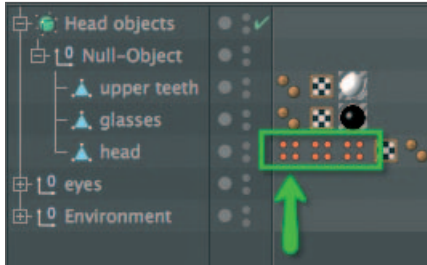 Head objects
Null-Object
upper teeth
glasses
head
eyes
Environment